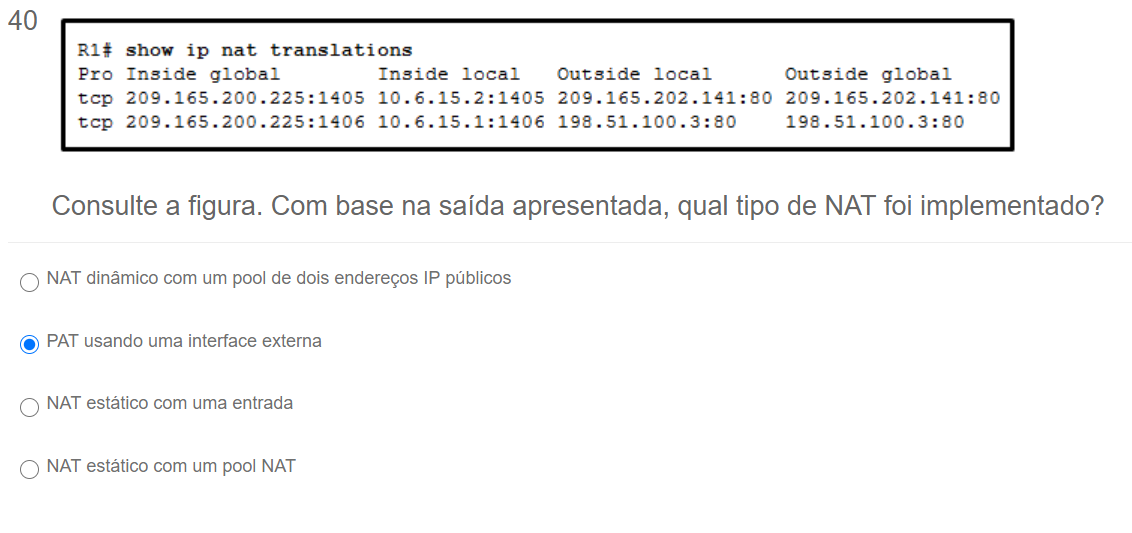 40
R1# show ip nat translations
Pro Inside global Inside local Outside local Outside global
tcp 209.165.200.225:1405 10.6.15.2:1405 209.165.202.141:80 209.165.202.141:80
tcp 209.165.200.225:1406 10.6.15.1:1406 198.51.100.3:80 198.51.100.3:80
Consulte a figura. Com base na saída apresentada, qual tipo de NAT foi implementado?
NAT dinâmico com um pool de dois endereços IP públicos
PAT usando uma interface externa
NAT estático com uma entrada
NAT estático com um pool NAT